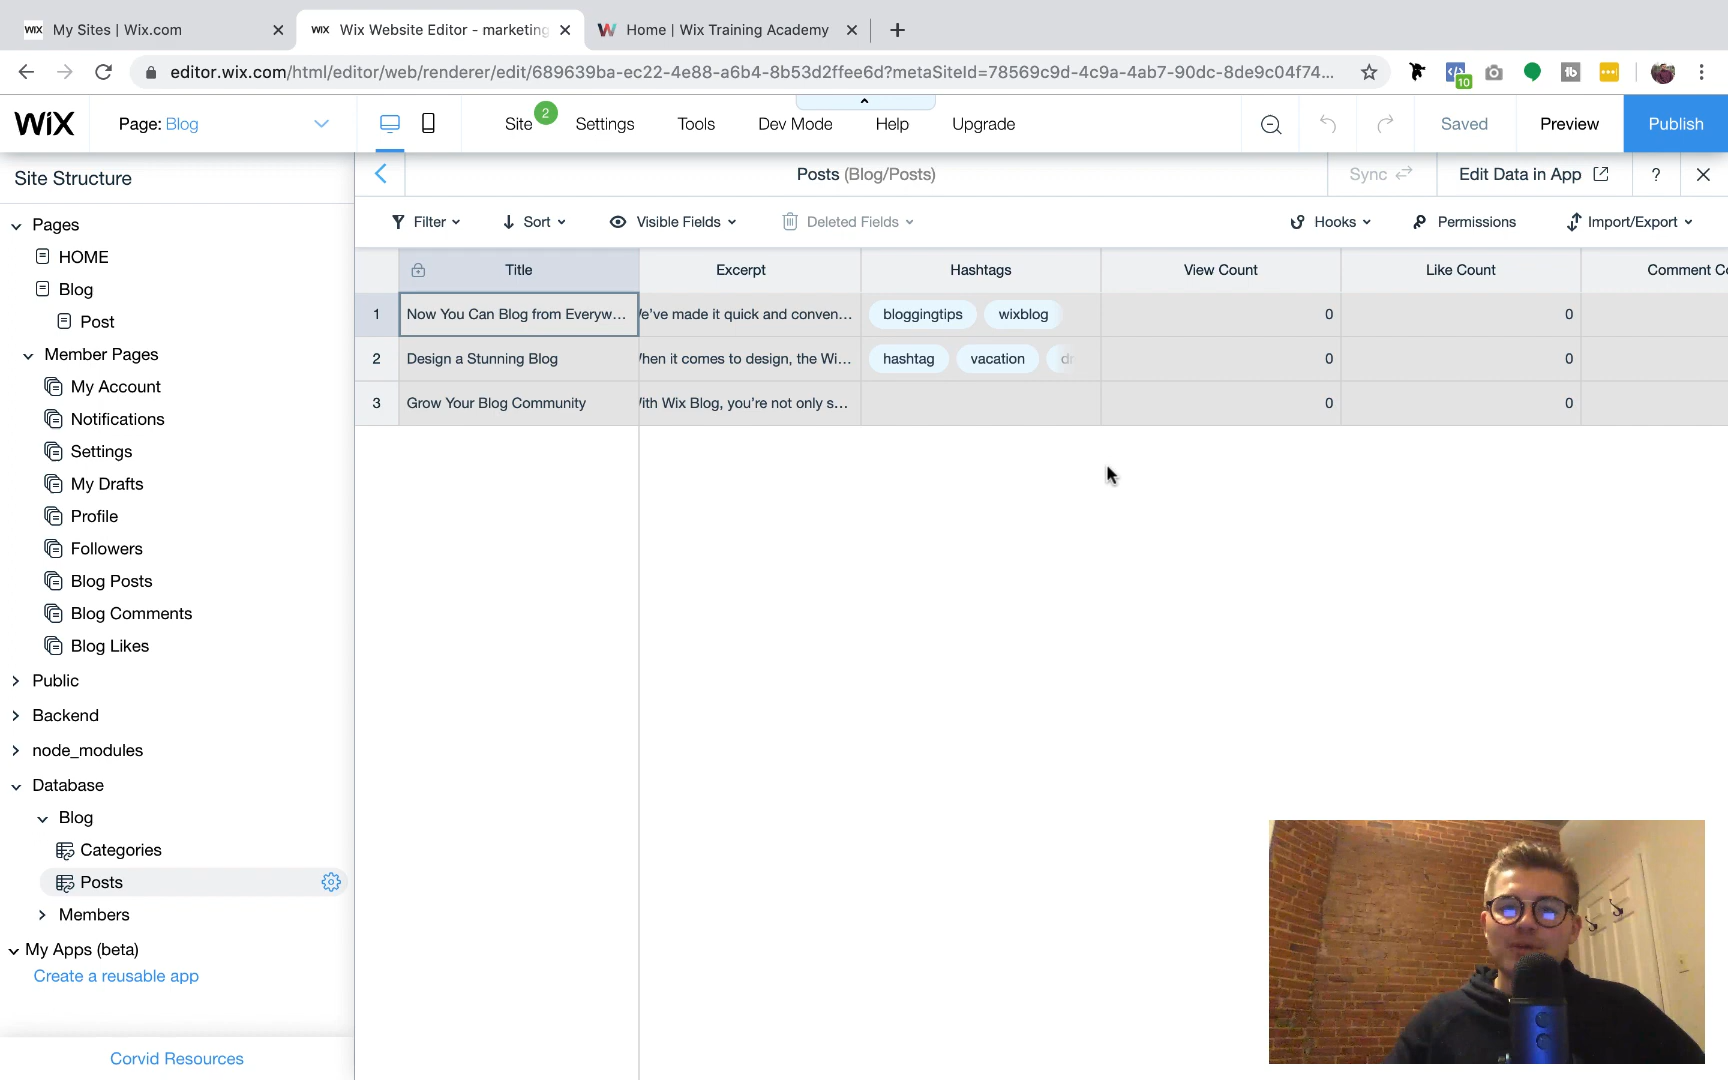 WiX My Sites | Wix.com
WiX Wix Website Editor - marketing
Home | Wix Training Academy
editor.wix.com/html/editor/web/renderer/edit/689639ba-ec22-4e88-a6b4-8b53d2ffee6d?metaSiteId=78569c9d-4c9a-4ab7-90dc-8de9c04f74...
10
WiX
Page: Blog
Site
2
Settings
Tools
Dev Mode
Help
Upgrade
Saved
Preview
Publish
Site Structure
Posts (Blog/Posts)
Sync
Edit Data in App
?
Filter
Sort
Visible Fields
Deleted Fields
Hooks
Permissions
Import/Export
Pages
HOME
Blog
Post
Member Pages
My Account
Notifications
Settings
My Drafts
Profile
Followers
Blog Posts
Blog Comments
Blog Likes
Public
Backend
node_modules
Database
Blog
Categories
Posts
Members
My Apps (beta)
Create a reusable app
Corvid Resources
Title Excerpt Hashtags View Count Like Count Comment
1 Now You Can Blog from Everyw... e've made it quick and conven... bloggingtips wixblog 0 0
2 Design a Stunning Blog hen it comes to design, the Wi... hashtag vacation 0 0
3 Grow Your Blog Community ith Wix Blog, you're not only s... 0 0